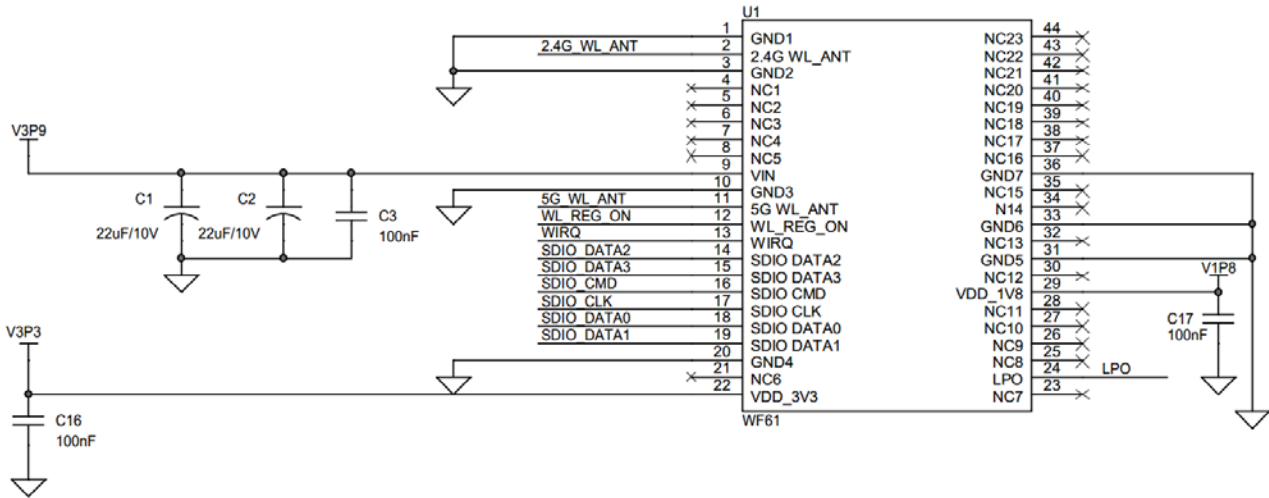 U1
1 GND1
2.4G_WL_ANT 2 2.4G WL_ANT
3 GND2
4 NC1
5 NC2
6 NC3
7 NC4
8 NC5
9 VIN
10 GND3
5G_WL_ANT 11 5G WL_ANT
WL_REG_ON 12 WL_REG_ON
WIRQ 13 WIRQ
SDIO_DATA2 14 SDIO DATA2
SDIO_DATA3 15 SDIO DATA3
SDIO_CMD 16 SDIO CMD
SDIO_CLK 17 SDIO CLK
SDIO_DATA0 18 SDIO DATA0
SDIO_DATA1 19 SDIO DATA1
20 GND4
21 NC6
22 VDD_3V3
NC23 44
NC22 43
NC21 42
NC20 41
NC19 40
NC18 39
NC17 38
NC16 37
GND7 36
NC15 35
N14 34
GND6 33
NC13 32
GND5 31
NC12 30
VDD_1V8 29
NC11 28
NC10 27
NC9 26
NC8 25
LPO 24 LPO
NC7 23
WF61
V3P9
C1
22uF/10V
C2
22uF/10V
C3
100nF
V3P3
C16
100nF
V1P8
C17
100nF